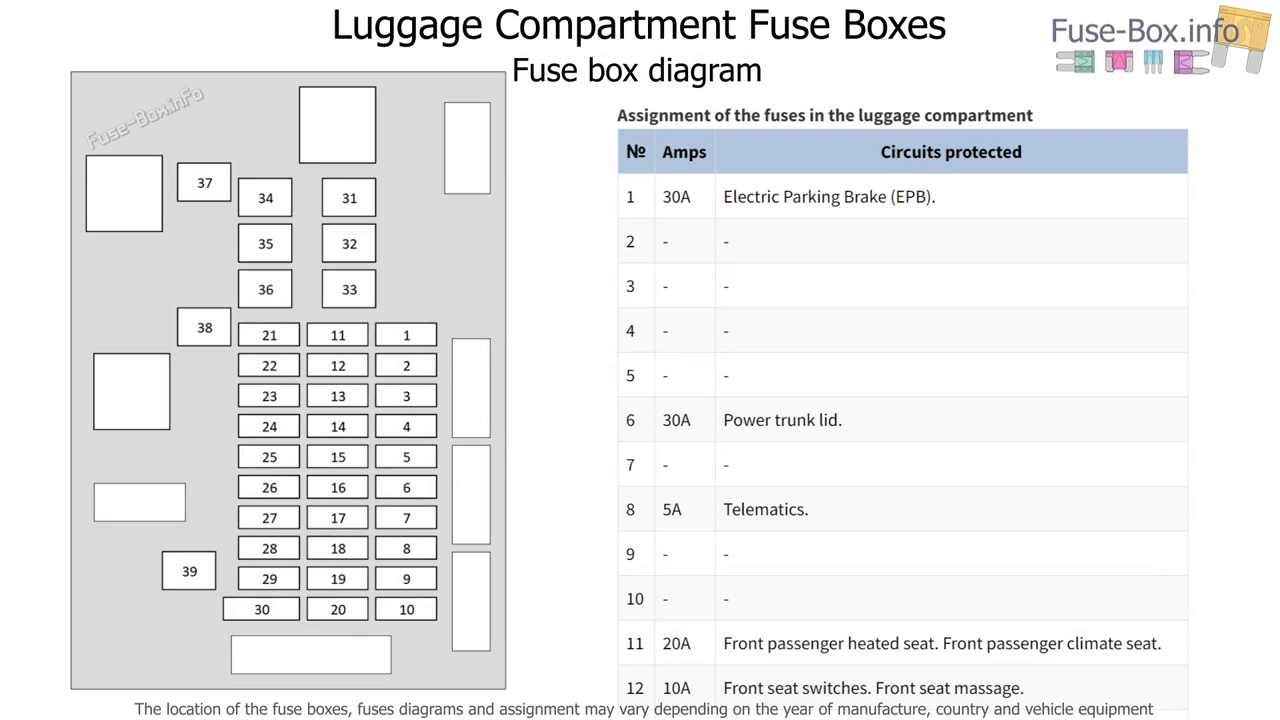 Luggage Compartment Fuse Boxes
Fuse box diagram
Fuse-Box.info
Fuse-Box.info
37
34
31
35
32
36
33
38
21
11
1
22
12
2
23
13
3
24
14
4
25
15
5
26
16
6
27
17
7
28
18
8
39
29
19
9
30
20
10
Assignment of the fuses in the luggage compartment
№ Amps Circuits protected
1 30A Electric Parking Brake (EPB).
2 - -
3 - -
4 - -
5 - -
6 30A Power trunk lid.
7 - -
8 5A Telematics.
9 - -
10 - -
11 20A Front passenger heated seat. Front passenger climate seat.
12 10A Front seat switches. Front seat massage.
The location of the fuse boxes, fuses diagrams and assignment may vary depending on the year of manufacture, country and vehicle equipment